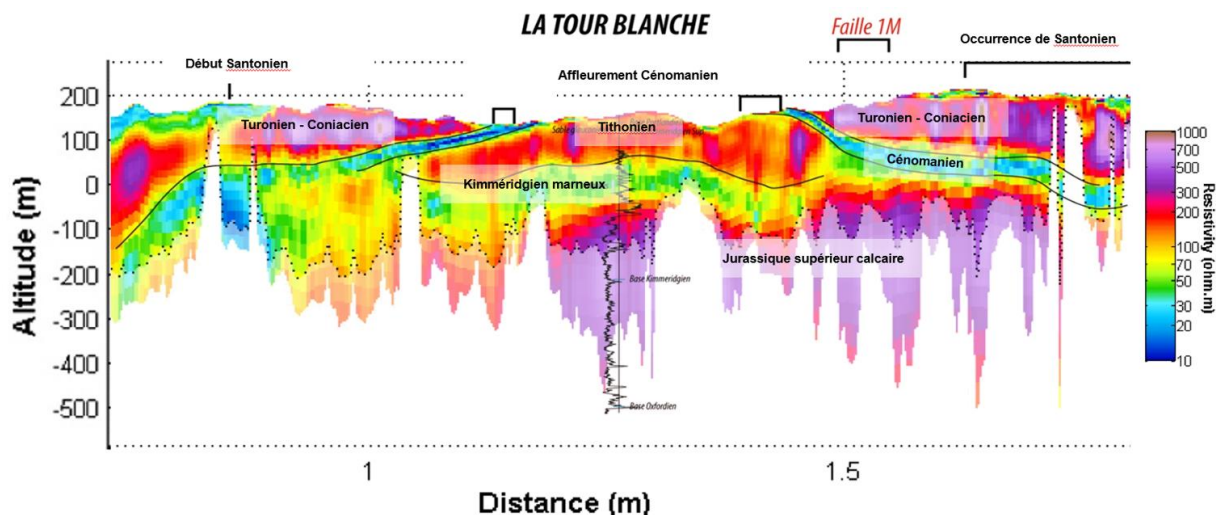 LA TOUR BLANCHE
Faille 1M
Occurrence de Santonien
Début Santonien
Affleurement Cénomanien
Turonien - Coniacien
Tithonien
Turonien - Coniacien
Cénomanien
Kimméridgien marneux
Jurassique supérieur calcaire
Base Kimmeridgien
Base Oxfordien
200
100
0
-100
-200
-300
-400
-500
Altitude (m)
1
1.5
Distance (m)
1000
700
500
300
200
100
70
50
30
20
10
Resistivity (ohm.m)